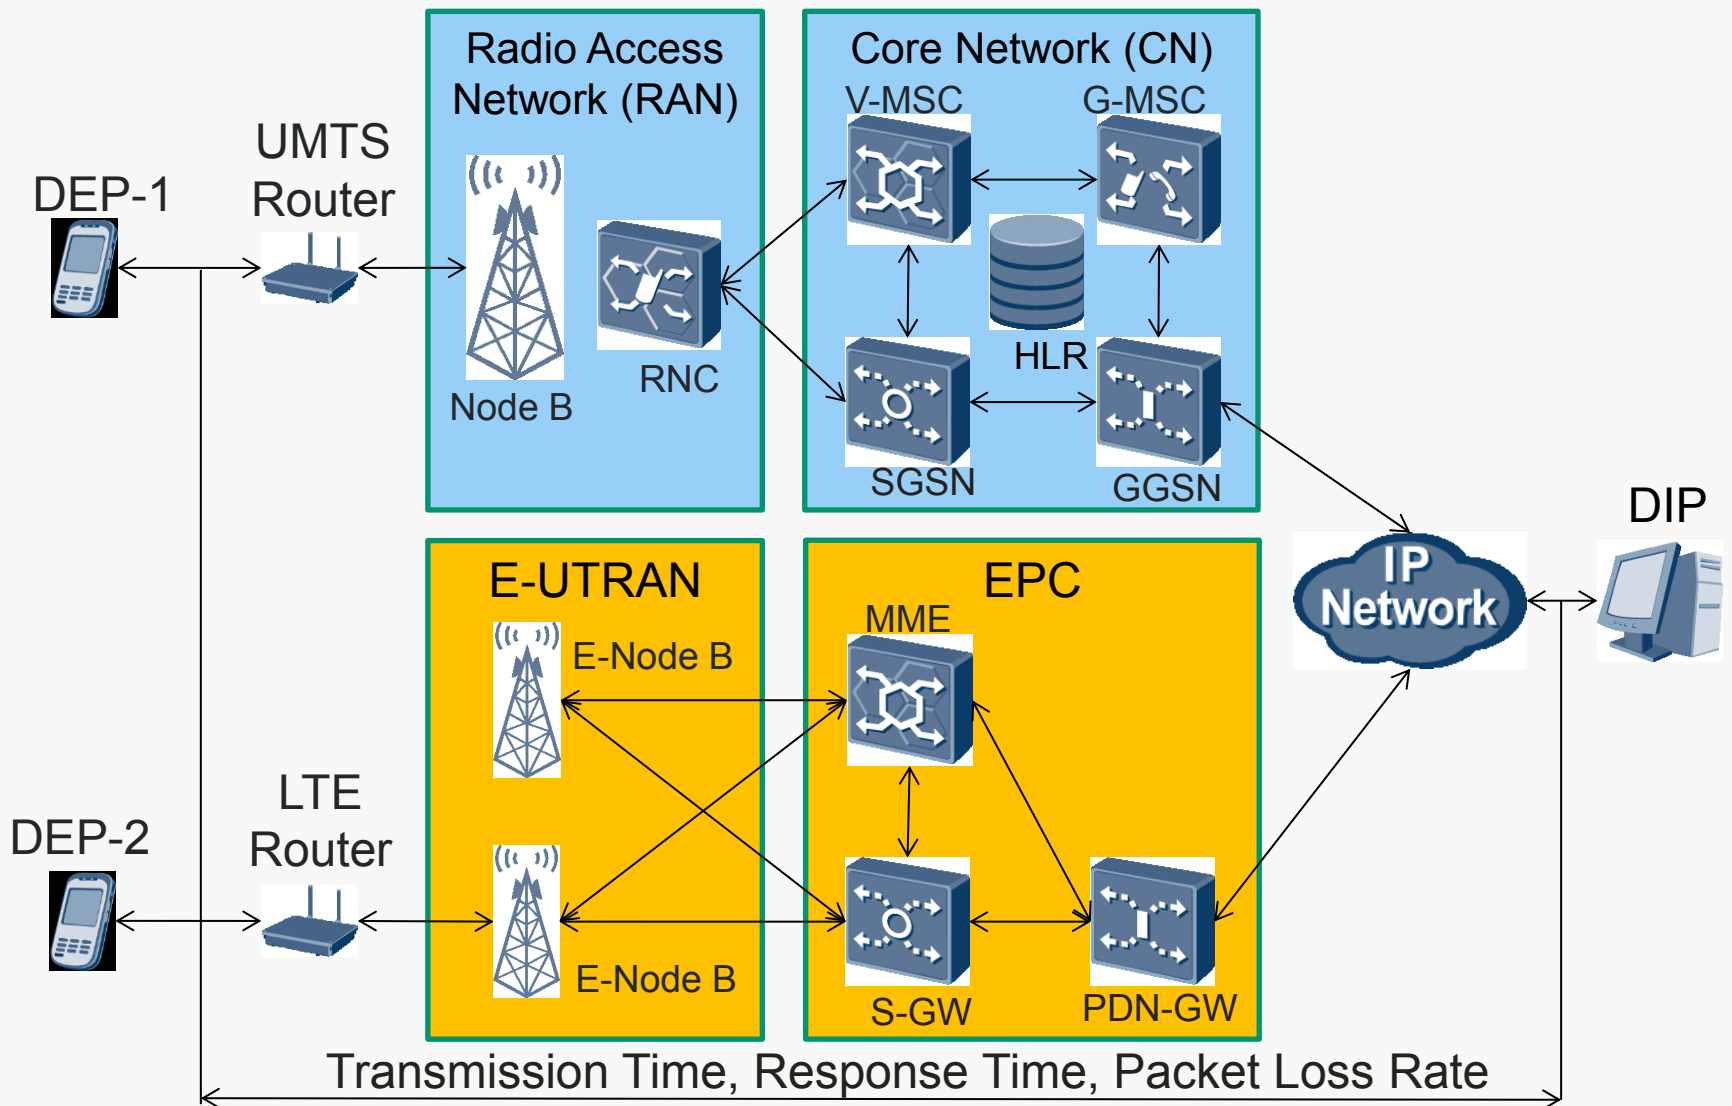 Radio Access
Network (RAN)
Core Network (CN)
V-MSC
G-MSC
UMTS
Router
DEP-1
HLR
RNC
Node B
SGSN
GGSN
DIP
IP
Network
E-UTRAN
EPC
MME
E-Node B
LTE
Router
DEP-2
E-Node B
S-GW
PDN-GW
Transmission Time, Response Time, Packet Loss Rate